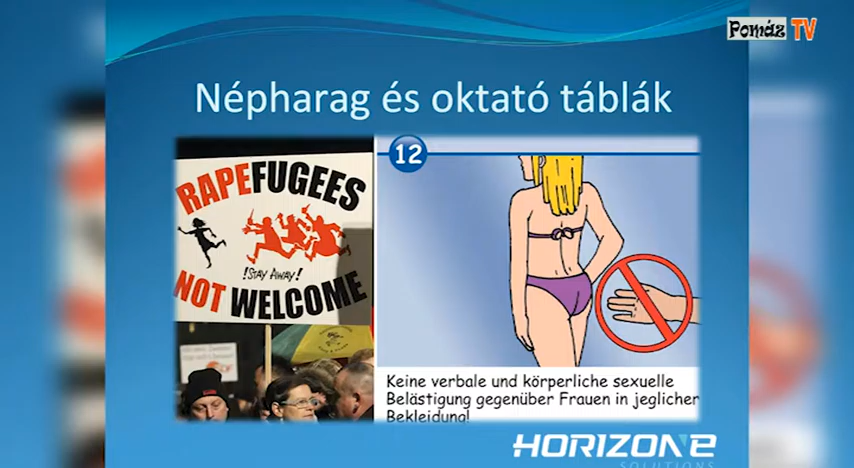 Pomáz TV
Népharag és oktató táblák
RAPEFUGEES
!STAY AWAY!
NOT WELCOME
12
Keine verbale und körperliche sexuelle
Belästigung gegenüber Frauen in jeglicher
Bekleidung!
HORIZONE
SOLUTIONS